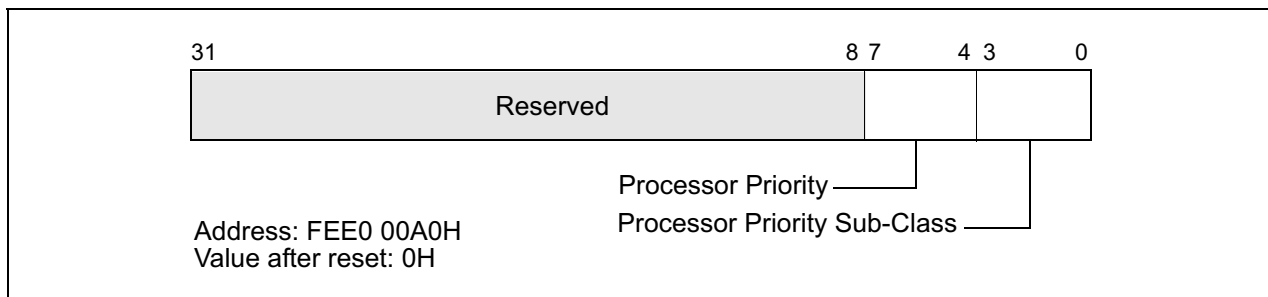 31 8 7 4 3 0
Reserved
Processor Priority
Processor Priority Sub-Class
Address: FEE0 00A0H
Value after reset: 0H